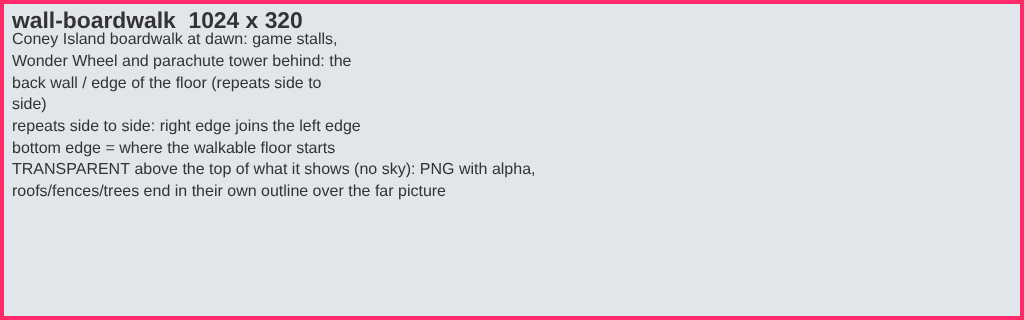 wall-boardwalk  1024 x 320
Coney Island boardwalk at dawn: game stalls,
Wonder Wheel and parachute tower behind: the
back wall / edge of the floor (repeats side to
side)
repeats side to side: right edge joins the left edge
bottom edge = where the walkable floor starts
TRANSPARENT above the top of what it shows (no sky): PNG with alpha,
roofs/fences/trees end in their own outline over the far picture